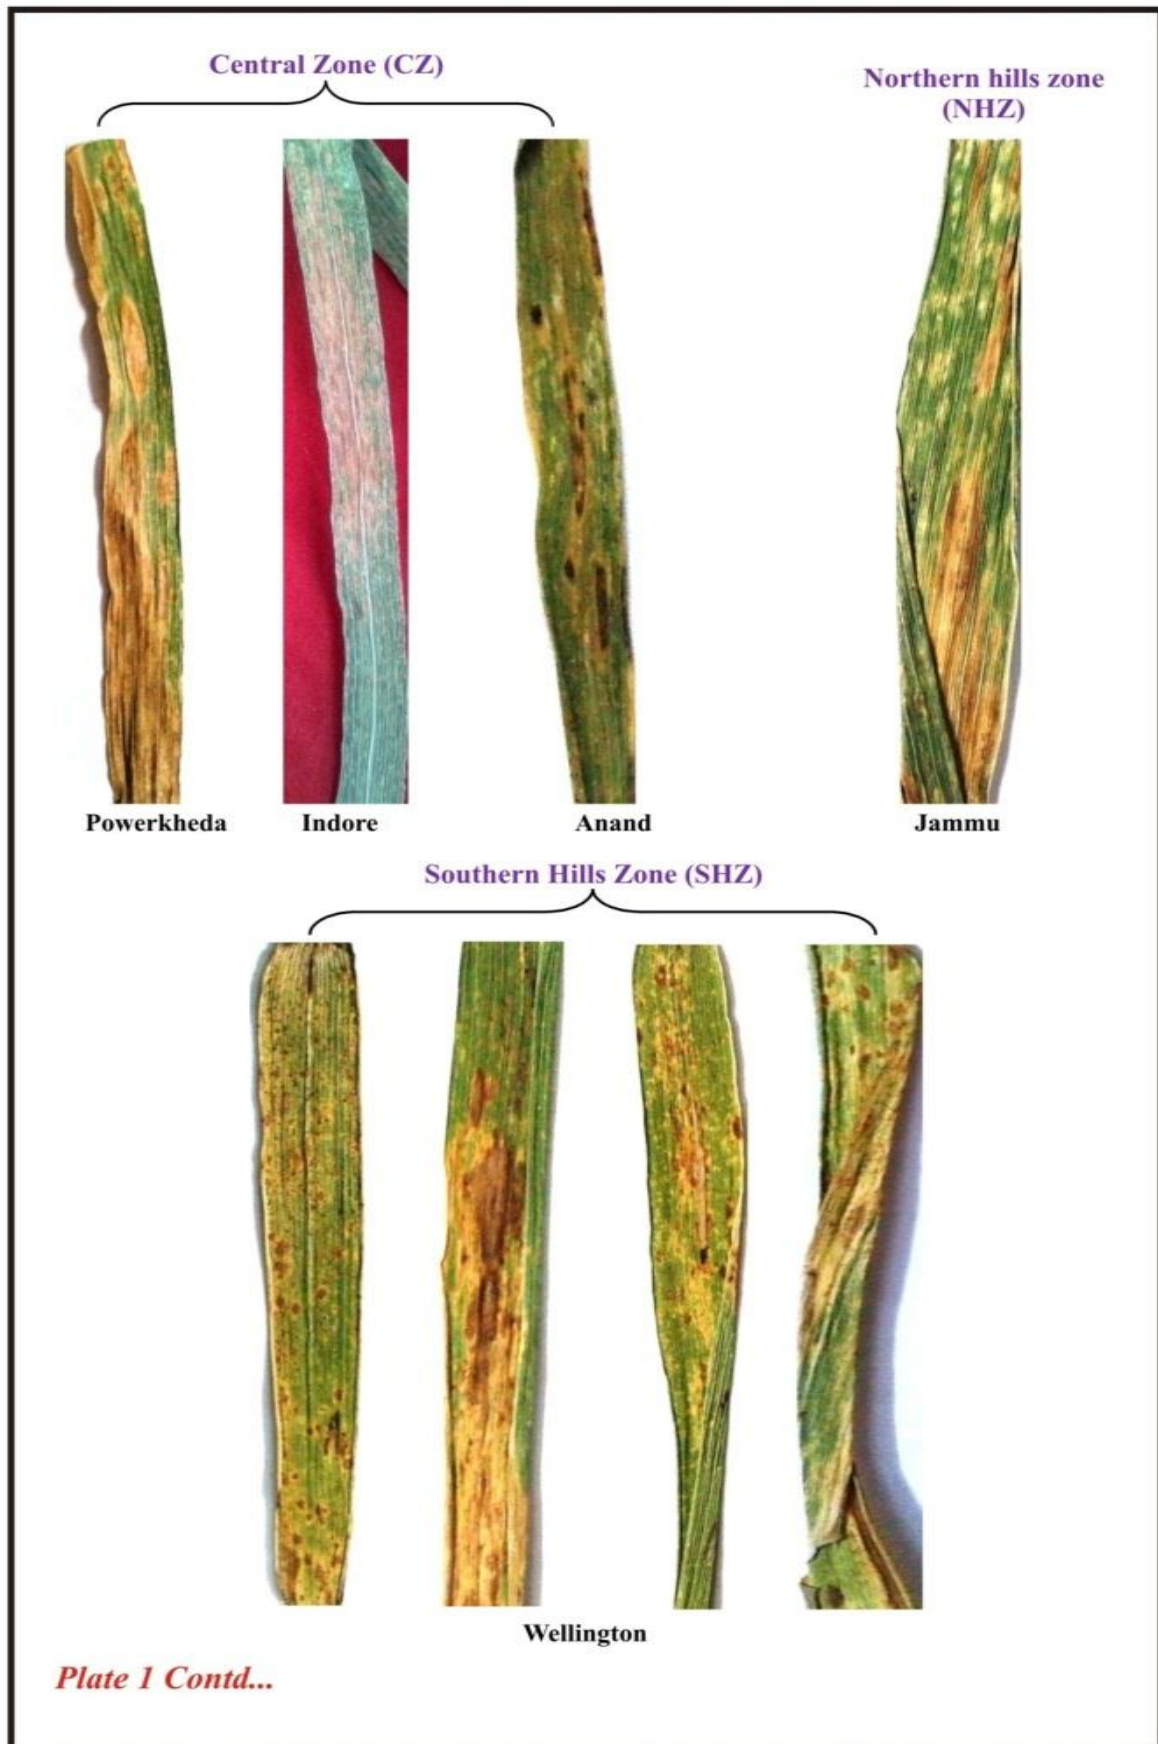 Central Zone (CZ)
Northern hills zone
(NHZ)
Powerkheda
Indore
Anand
Jammu
Southern Hills Zone (SHZ)
Wellington
Plate 1 Contd...